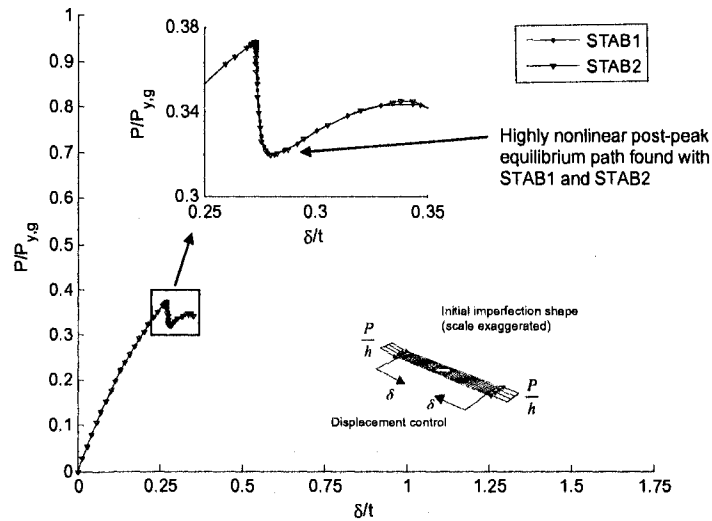 1
0.9
0.8
0.7
0.6
0.5
0.4
0.3
0.2
0.1
0
P/P_{y,g}
0
0.25
0.5
0.75
1
1.25
1.5
1.75
δ/t
0.38
0.34
0.3
P/P_{y,g}
0.25
0.3
0.35
δ/t
STAB1
STAB2
Highly nonlinear post-peak
equilibrium path found with
STAB1 and STAB2
Initial imperfection shape
(scale exaggerated)
P
h
δ
δ
P
h
Displacement control